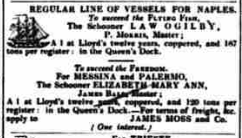 REGULAR LINE OF VESSELS FOR NAPLES.
To succeed the FLYING FISH,
The Schooner LAW OGILBY,
P. MORRIS, Master;
A 1 at Lloyd's twelve years, coppered, and 167
tons per register: in the Queen's Dock.
To succeed the FREEDOM.
For MESSINA and PALERMO,
The Schooner ELIZABETH-MARY ANN,
JAMES Master;
A 1 at Lloyd's twelve years, coppered, and 120 tons per
register: in the Queen's Dock.—For terms of freight, &c.
apply to JAMES MOSS and Co.
(One interest.)